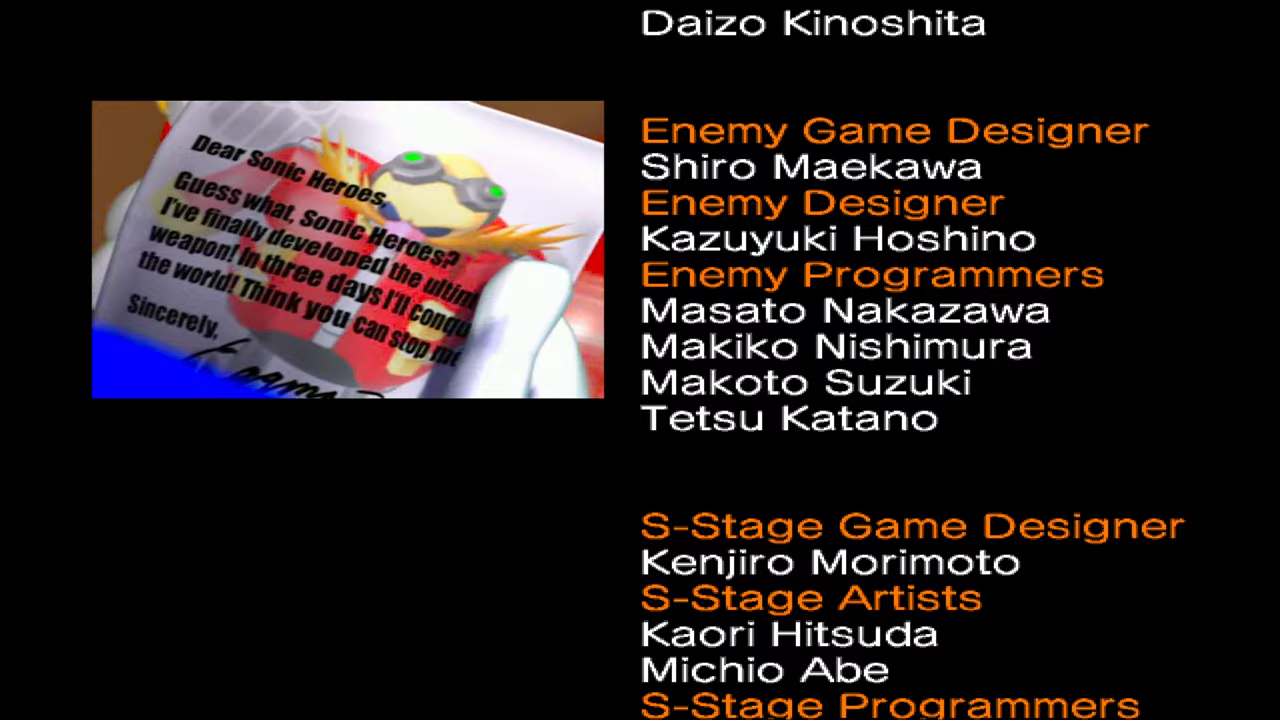 Daizo Kinoshita
Dear Sonic Heroes,
Guess what, Sonic Heroes?
I've finally developed the
weapon! In three days I'll
the world! Think you can stop me
Sincerely,
Enemy Game Designer
Shiro Maekawa
Enemy Designer
Kazuyuki Hoshino
Enemy Programmers
Masato Nakazawa
Makiko Nishimura
Makoto Suzuki
Tetsu Katano
S-Stage Game Designer
Kenjiro Morimoto
S-Stage Artists
Kaori Hitsuda
Michio Abe
S-Stage Programmers